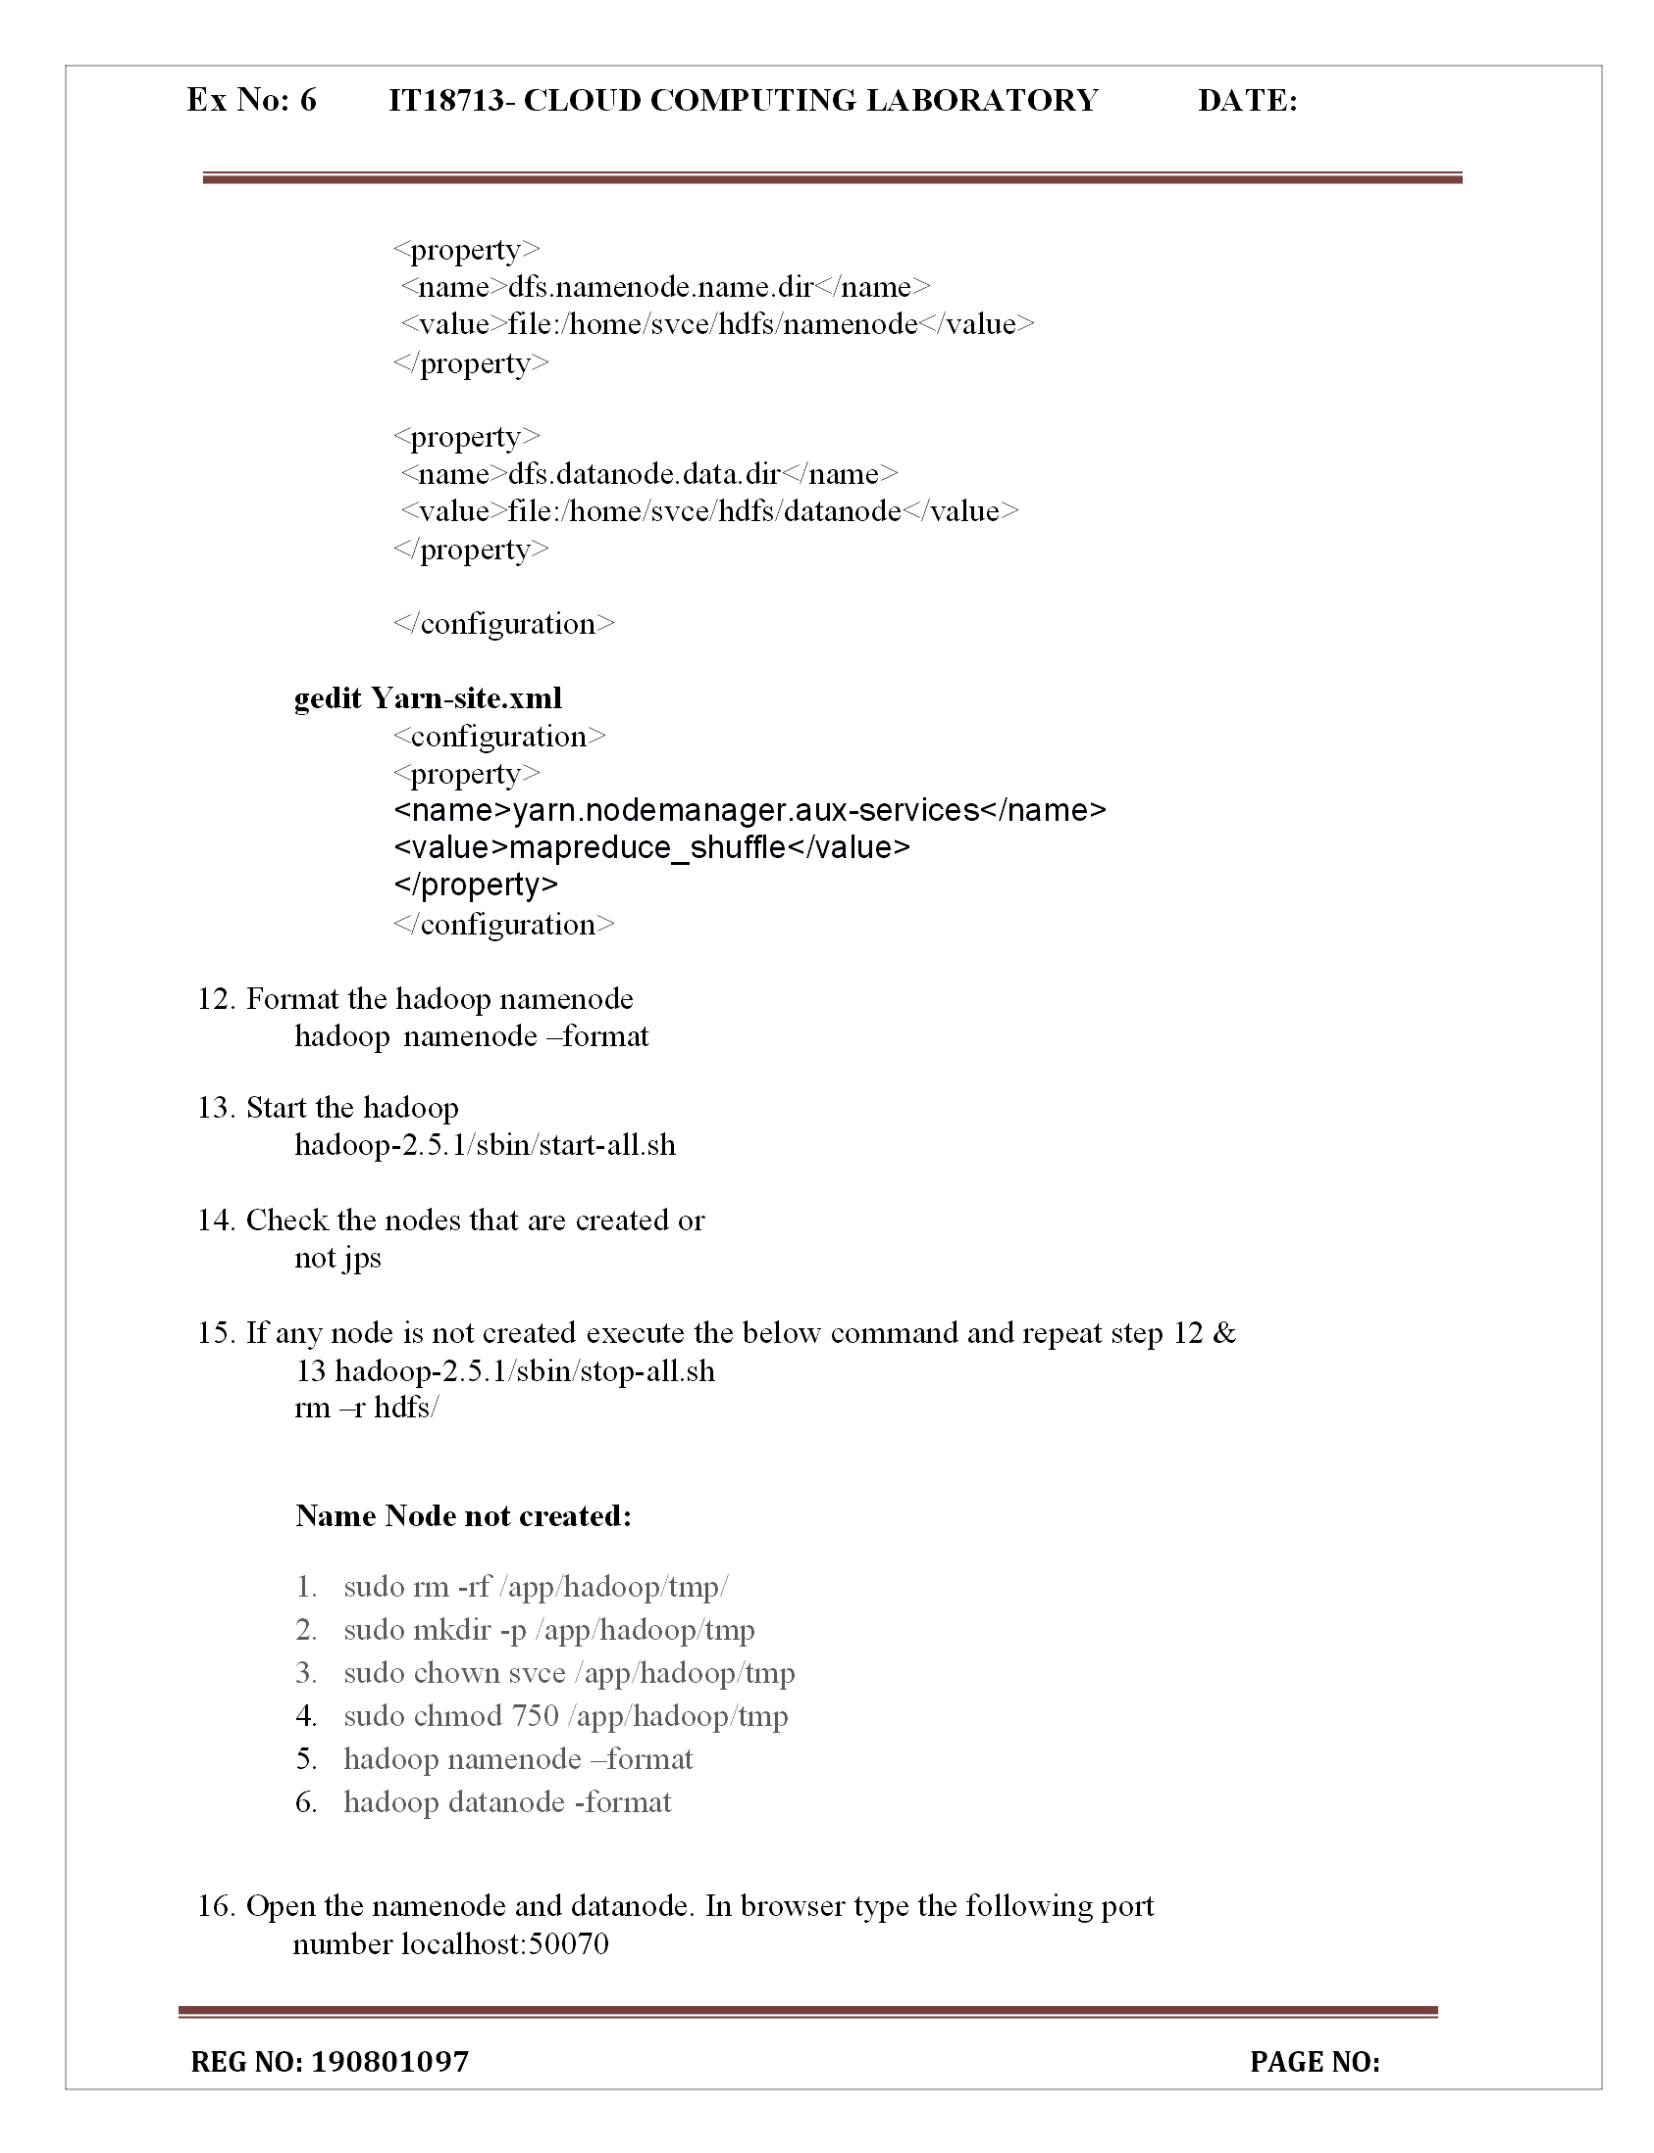 Ex No: 6 IT18713- CLOUD COMPUTING LABORATORY DATE:
<property>
<name>dfs.namenode.name.dir</name>
<value>file:/home/svce/hdfs/namenode</value>
</property>
<property>
<name>dfs.datanode.data.dir</name>
<value>file:/home/svce/hdfs/datanode</value>
</property>
</configuration>
gedit Yarn-site.xml
<configuration>
<property>
<name>yarn.nodemanager.aux-services</name>
<value>mapreduce_shuffle</value>
</property>
</configuration>
12. Format the hadoop namenode
hadoop namenode –format
13. Start the hadoop
hadoop-2.5.1/sbin/start-all.sh
14. Check the nodes that are created or
not jps
15. If any node is not created execute the below command and repeat step 12 &
13 hadoop-2.5.1/sbin/stop-all.sh
rm –r hdfs/
Name Node not created:
1. sudo rm -rf /app/hadoop/tmp/
2. sudo mkdir -p /app/hadoop/tmp
3. sudo chown svce /app/hadoop/tmp
4. sudo chmod 750 /app/hadoop/tmp
5. hadoop namenode –format
6. hadoop datanode -format
16. Open the namenode and datanode. In browser type the following port
number localhost:50070
REG NO: 190801097 PAGE NO: